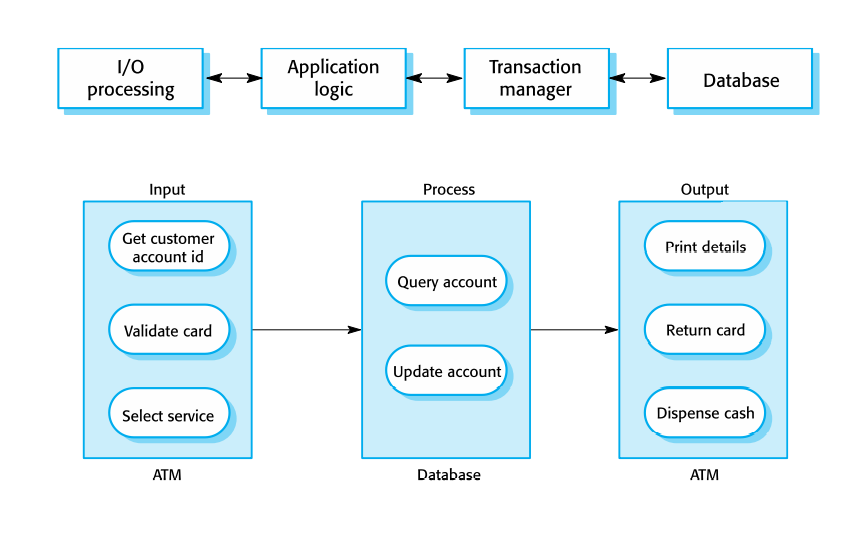 I/O
processing
Application
logic
Transaction
manager
Database
Input
Get customer
account id
Validate card
Select service
ATM
Process
Query account
Update account
Database
Output
Print details
Return card
Dispense cash
ATM